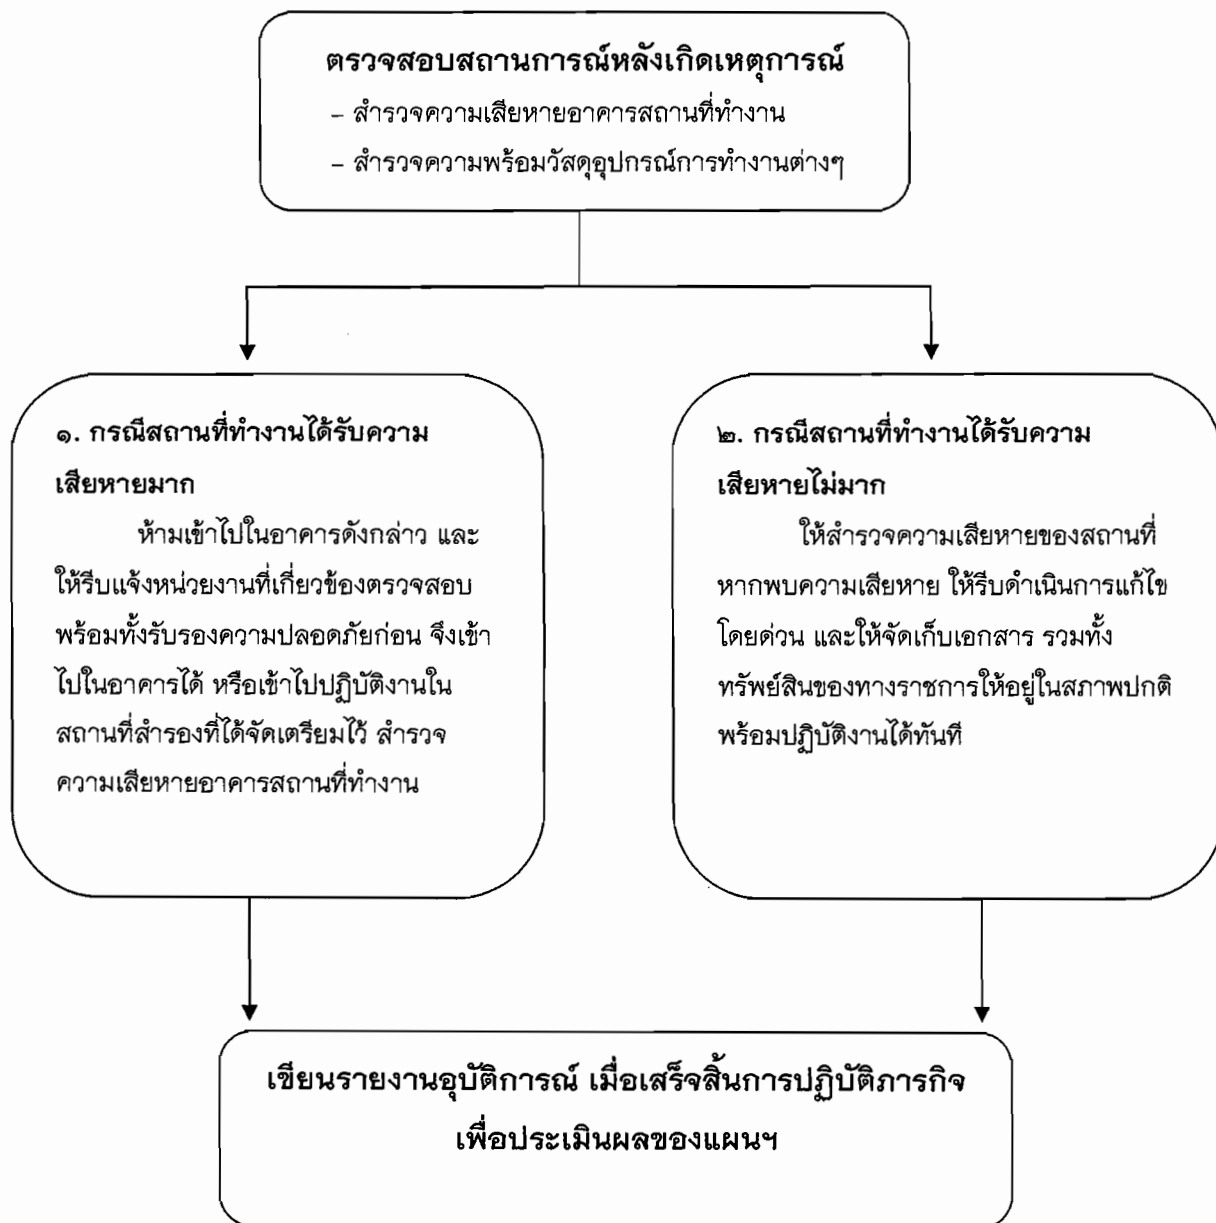 ตรวจสอบสถานการณ์หลังเกิดเหตุการณ์
– สำรวจความเสียหายอาคารสถานที่ทำงาน
– สำรวจความพร้อมวัสดุอุปกรณ์การทำงานต่างๆ
๑. กรณีสถานที่ทำงานได้รับความ
เสียหายมาก
ห้ามเข้าไปในอาคารดังกล่าว และ
ให้รีบแจ้งหน่วยงานที่เกี่ยวข้องตรวจสอบ
พร้อมทั้งรับรองความปลอดภัยก่อน จึงเข้า
ไปในอาคารได้ หรือเข้าไปปฏิบัติงานใน
สถานที่สำรองที่ได้จัดเตรียมไว้ สำรวจ
ความเสียหายอาคารสถานที่ทำงาน
๒. กรณีสถานที่ทำงานได้รับความ
เสียหายไม่มาก
ให้สำรวจความเสียหายของสถานที่
หากพบความเสียหาย ให้รีบดำเนินการแก้ไข
โดยด่วน และให้จัดเก็บเอกสาร รวมทั้ง
ทรัพย์สินของทางราชการให้อยู่ในสภาพปกติ
พร้อมปฏิบัติงานได้ทันที
เขียนรายงานอุบัติการณ์ เมื่อเสร็จสิ้นการปฏิบัติภารกิจ
เพื่อประเมินผลของแผนฯ